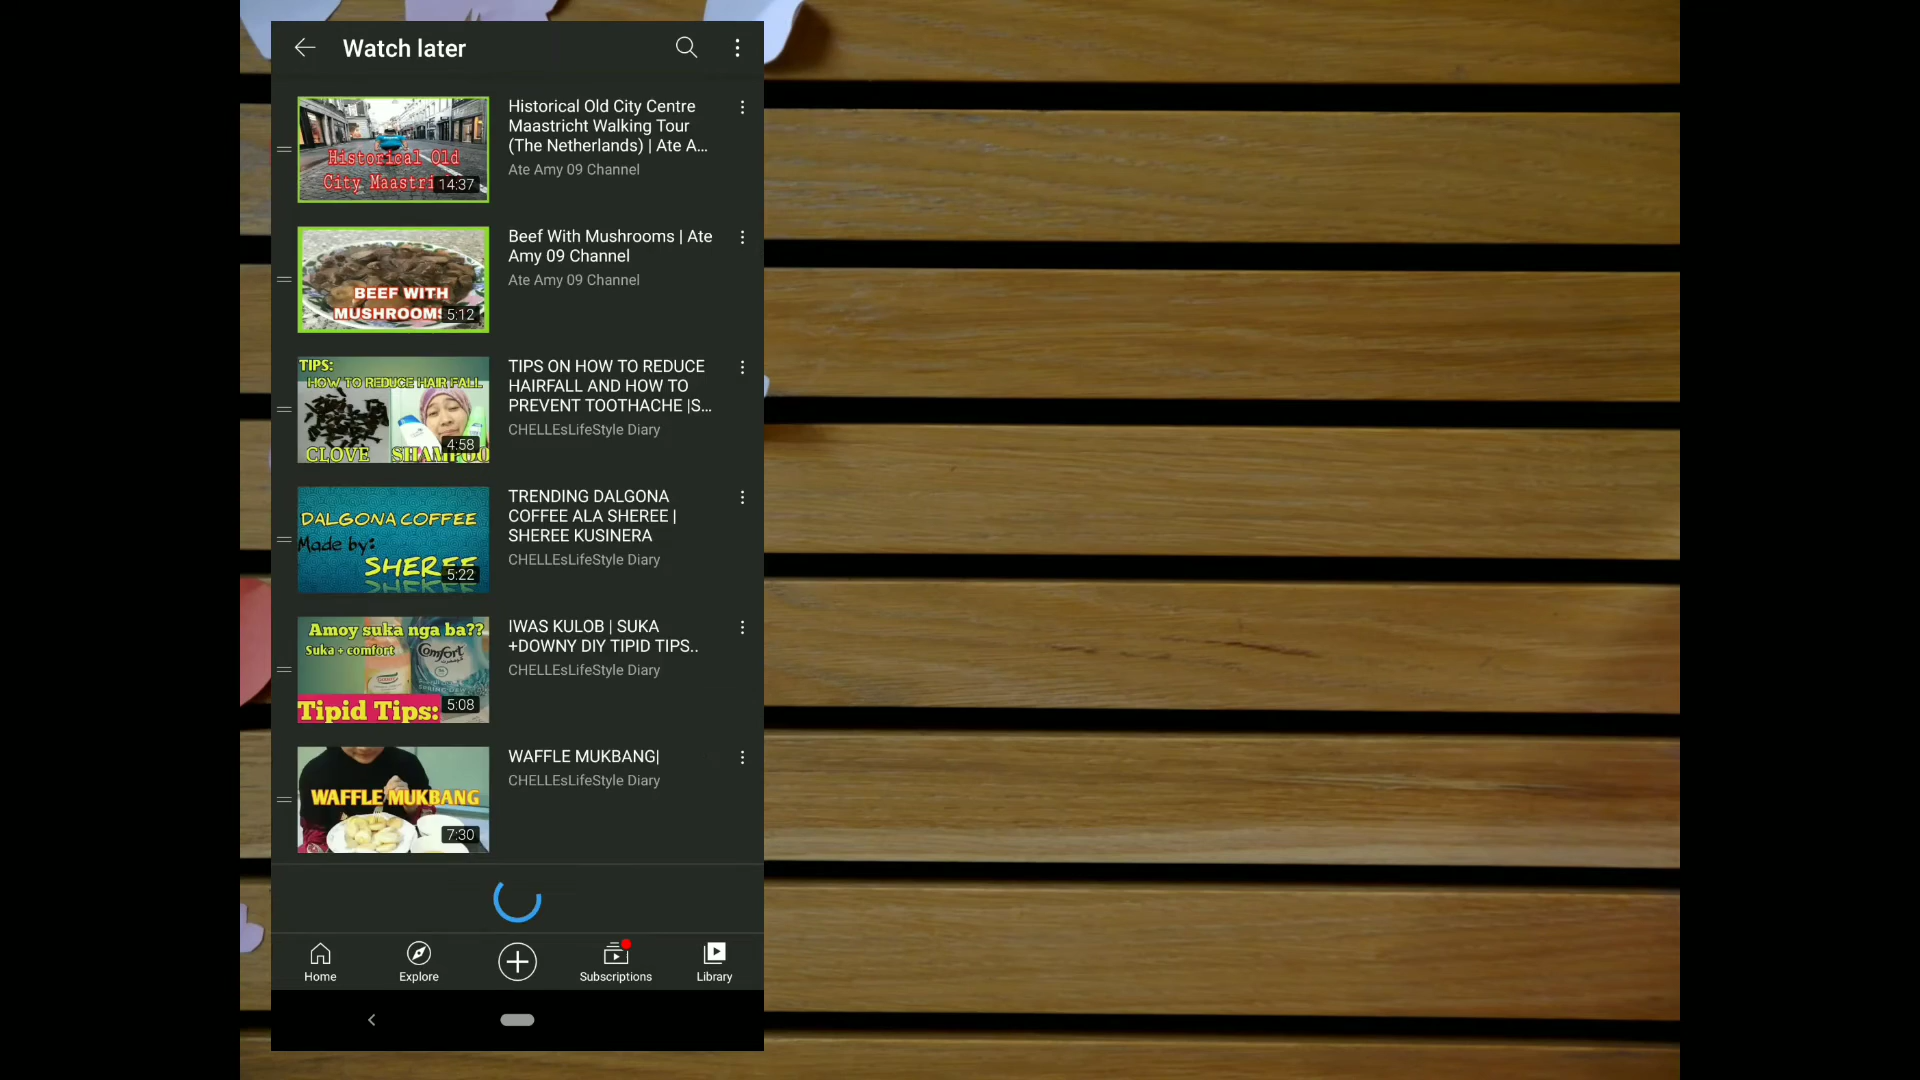 Watch later
Historical Old City Centre
Maastricht Walking Tour
(The Netherlands) | Ate A...
Ate Amy 09 Channel
Historical Old
City Maastri
14:37
Beef With Mushrooms | Ate
Amy 09 Channel
Ate Amy 09 Channel
BEEF WITH
MUSHROOMS
5:12
TIPS ON HOW TO REDUCE
HAIRFALL AND HOW TO
PREVENT TOOTHACHE |S...
CHELLEsLifeStyle Diary
TIPS:
HOW TO REDUCE HAIR FALL
4:58
CLOVE SHAMPOO
TRENDING DALGONA
COFFEE ALA SHEREE |
SHEREE KUSINERA
CHELLEsLifeStyle Diary
DALGONA COFFEE
Made by:
SHEREE
5:22
IWAS KULOB | SUKA
+DOWNY DIY TIPID TIPS..
CHELLEsLifeStyle Diary
Amoy suka nga ba??
Suka + comfort
Comfort
Tipid Tips:
5:08
WAFFLE MUKBANG|
CHELLEsLifeStyle Diary
WAFFLE MUKBANG
7:30
Home
Explore
Subscriptions
Library